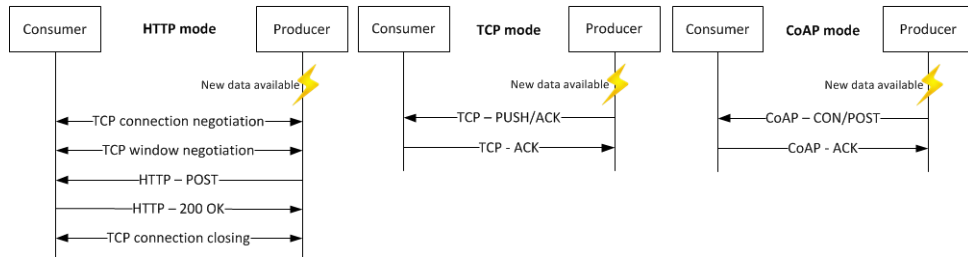 Consumer
HTTP mode
Producer
New data available
TCP connection negotiation
TCP window negotiation
HTTP – POST
HTTP – 200 OK
TCP connection closing
Consumer
TCP mode
Producer
New data available
TCP – PUSH/ACK
TCP - ACK
Consumer
CoAP mode
Producer
New data available
CoAP – CON/POST
CoAP - ACK